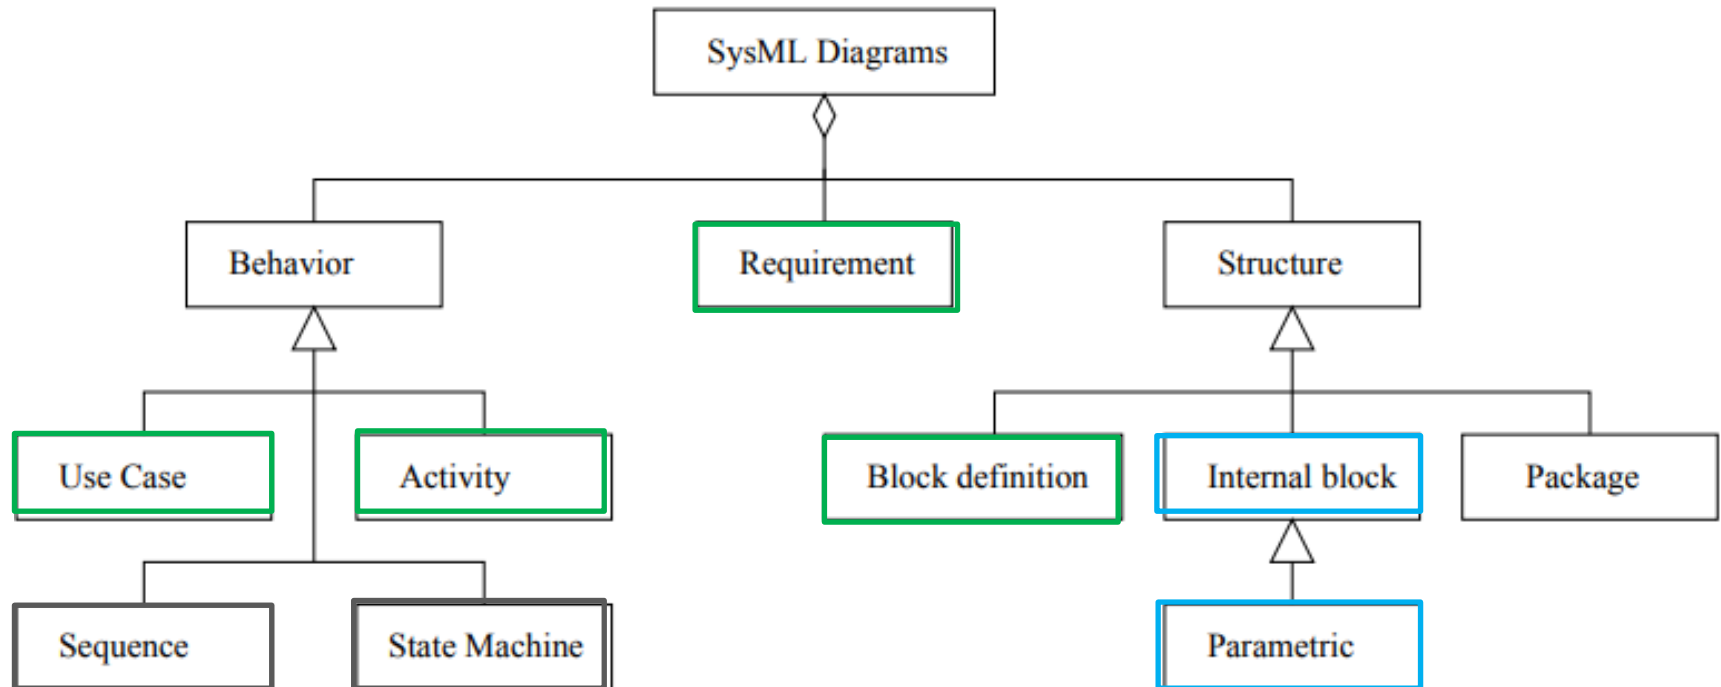 SysML Diagrams
Behavior
Requirement
Structure
Use Case
Activity
Block definition
Internal block
Package
Sequence
State Machine
Parametric